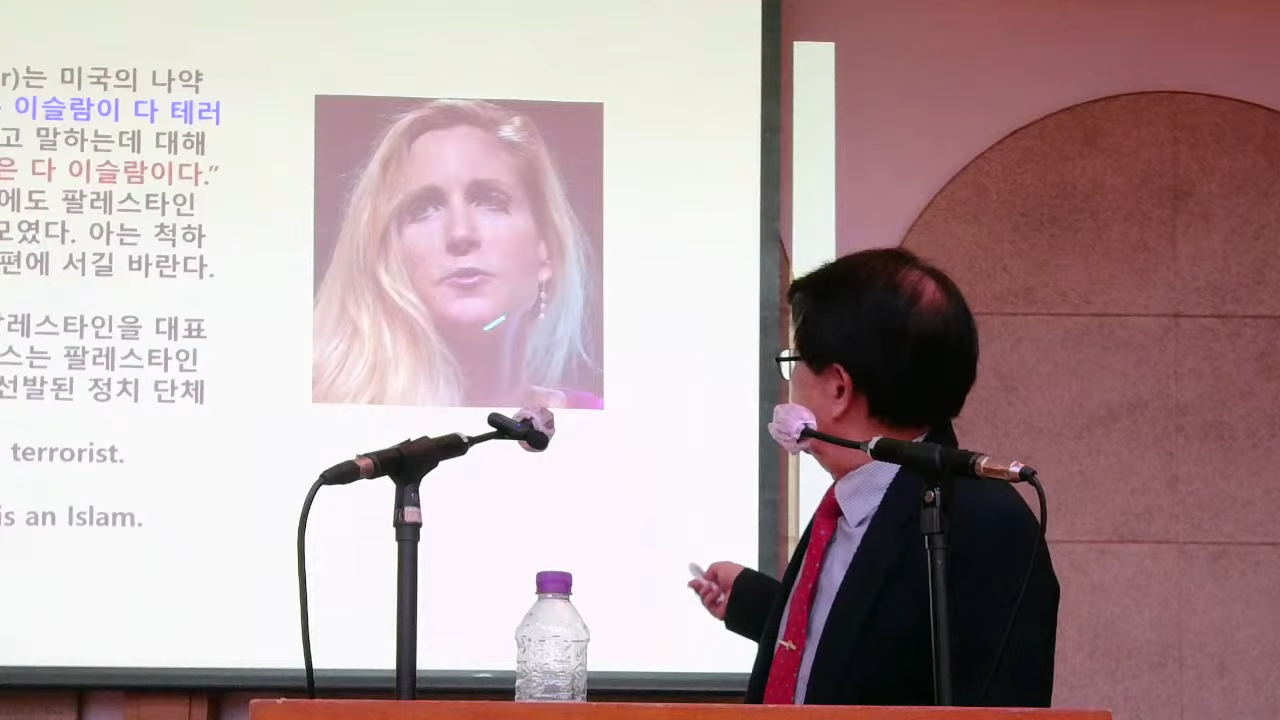 r)는 미국의 나약
이슬람이 다 테러
고 말하는데 대해
은 다 이슬람이다.”
에도 팔레스타인
모였다. 아는 척하
편에 서길 바란다.
팔레스타인을 대표
스는 팔레스타인
선발된 정치 단체
terrorist.
is an Islam.